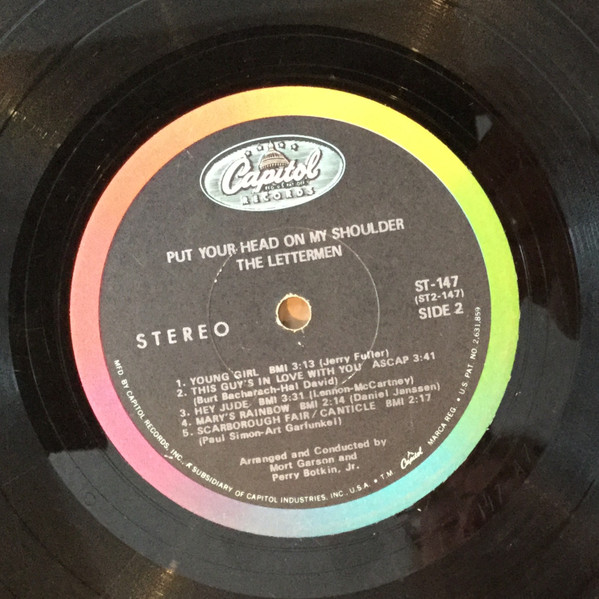 Capitol
RECORDS
PUT YOUR HEAD ON MY SHOULDER
THE LETTERMEN
ST-147
(ST2-147)
SIDE 2
STEREO
1. YOUNG GIRL BMI 3:13 (Jerry Fuller)
2. THIS GUY'S IN LOVE WITH YOU ASCAP 3:41
(Burt Bacharach-Hal David)
3. HEY JUDE BMI 3:31 (Lennon-McCartney)
4. MARY'S RAINBOW BMI 2:14 (Daniel Janssen)
5. SCARBOROUGH FAIR/CANTICLE BMI 2:17
(Paul Simon-Art Garfunkel)
Arranged and Conducted by
Mort Garson and
Perry Botkin, Jr.
MFD. BY CAPITOL RECORDS, INC., A SUBSIDIARY OF CAPITOL INDUSTRIES, INC., U.S.A. • T.M. Capitol MARCA REG. • U.S. PAT. NO. 2,631,859